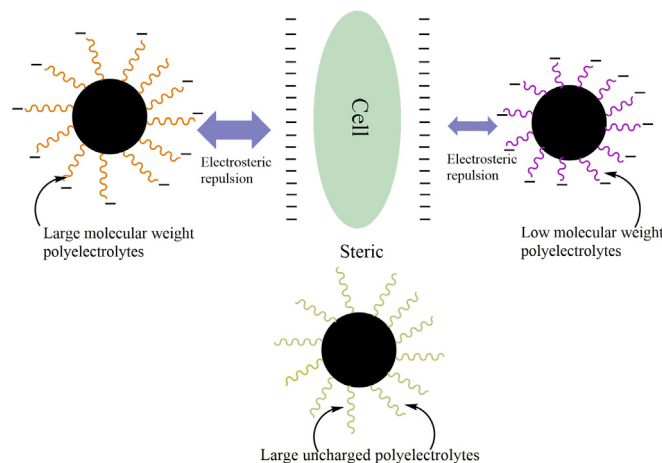 Cell
Electrosteric
repulsion
Electrosteric
repulsion
Large molecular weight
polyelectrolytes
Low molecular weight
polyelectrolytes
Steric
Large uncharged polyelectrolytes